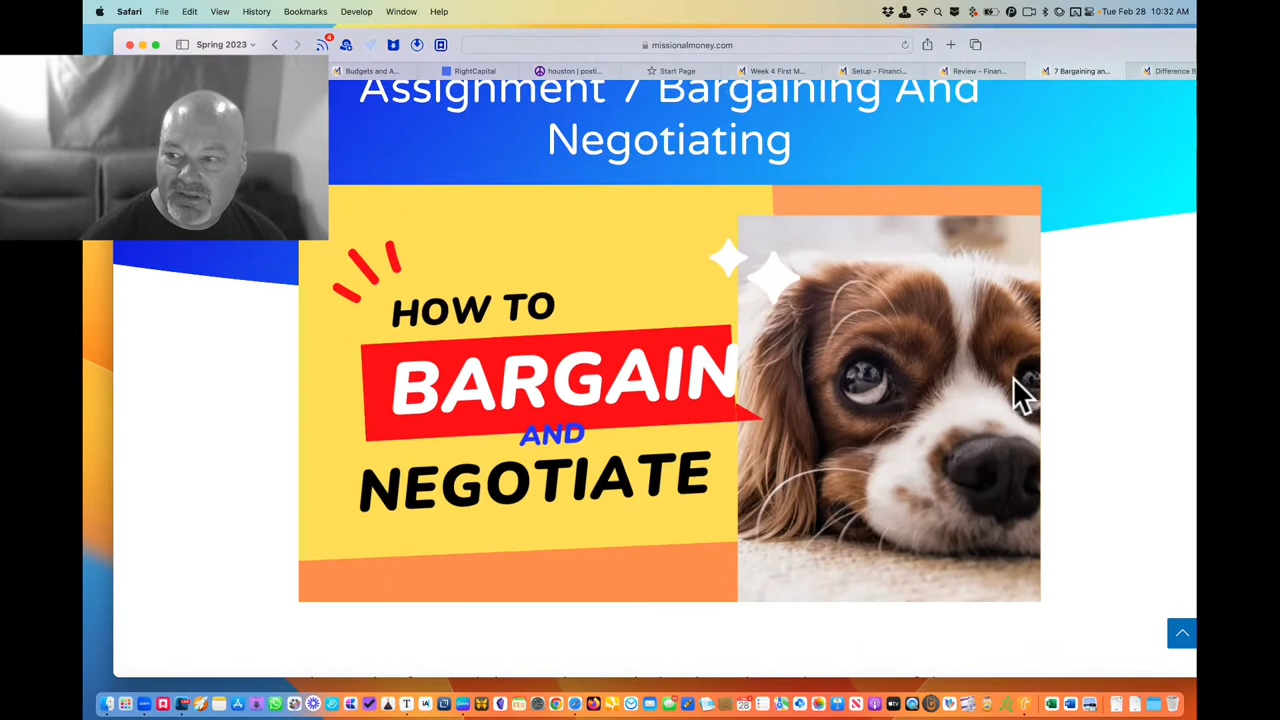 Safari File Edit View History Bookmarks Develop Window Help Tue Feb 28 10:32 AM
Spring 2023 4 missionalmoney.com
Budgets and A... RightCapital houston | posti... Start Page Week 4 First M... Setup - Financi... Review - Finan... 7 Bargaining an... Difference B
Assignment 7 Bargaining And
Negotiating
HOW TO
BARGAIN
AND
NEGOTIATE